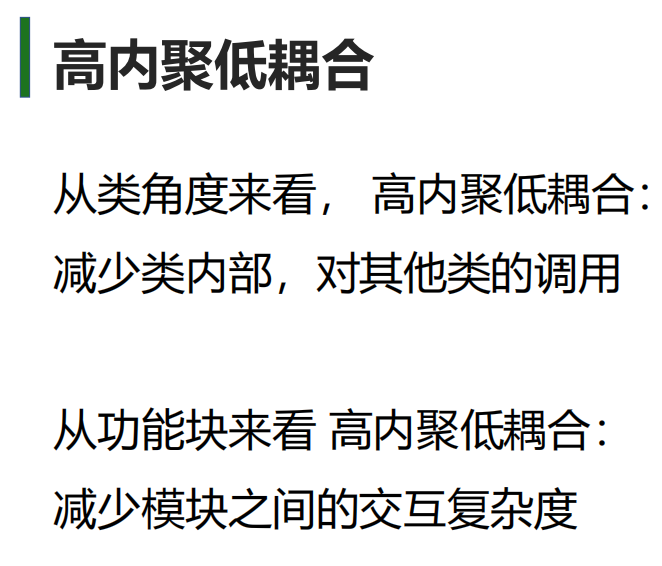 高内聚低耦合
从类角度来看， 高内聚低耦合：
减少类内部，对其他类的调用
从功能块来看 高内聚低耦合：
减少模块之间的交互复杂度